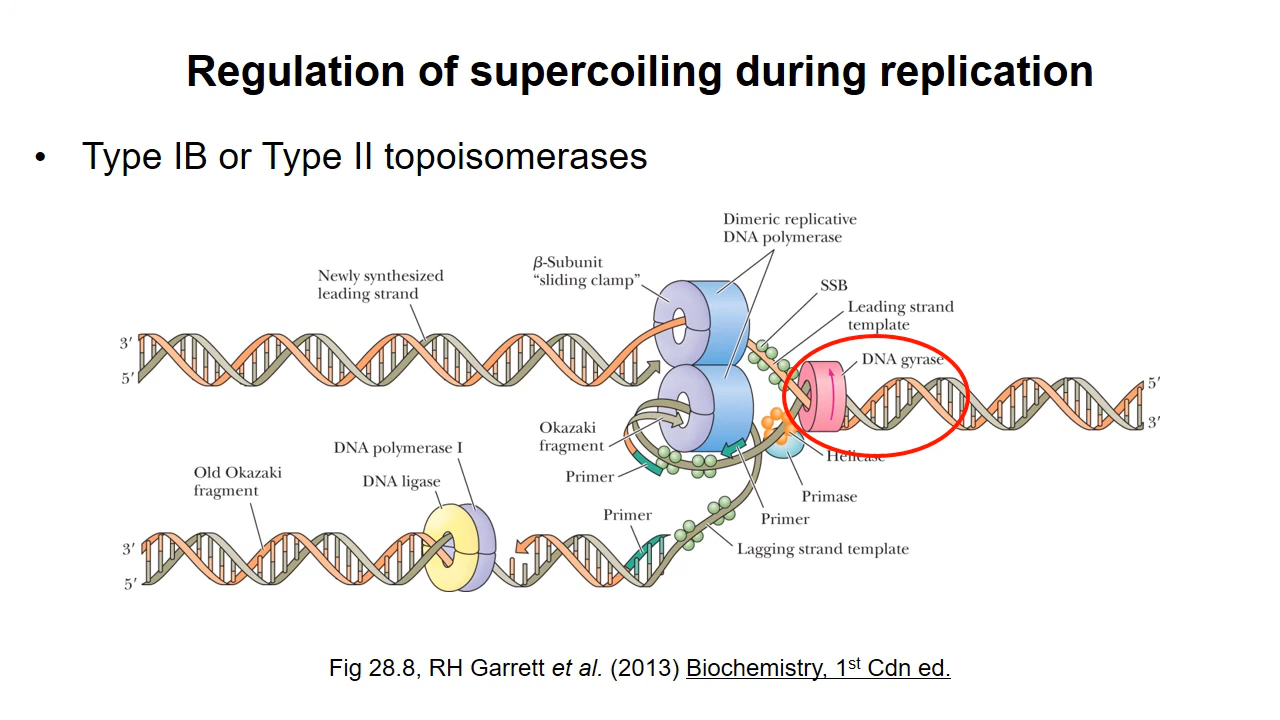 Regulation of supercoiling during replication
• Type IB or Type II topoisomerases
Dimeric replicative
DNA polymerase
β-Subunit
"sliding clamp"
Newly synthesized
leading strand
SSB
Leading strand
template
DNA gyrase
3′
5′
5′
3′
Okazaki
fragment
Helicase
DNA polymerase I
DNA ligase
Old Okazaki
fragment
Primer
Primase
Primer
Primer
Lagging strand template
3′
5′
Fig 28.8, RH Garrett et al. (2013) Biochemistry, 1st Cdn ed.